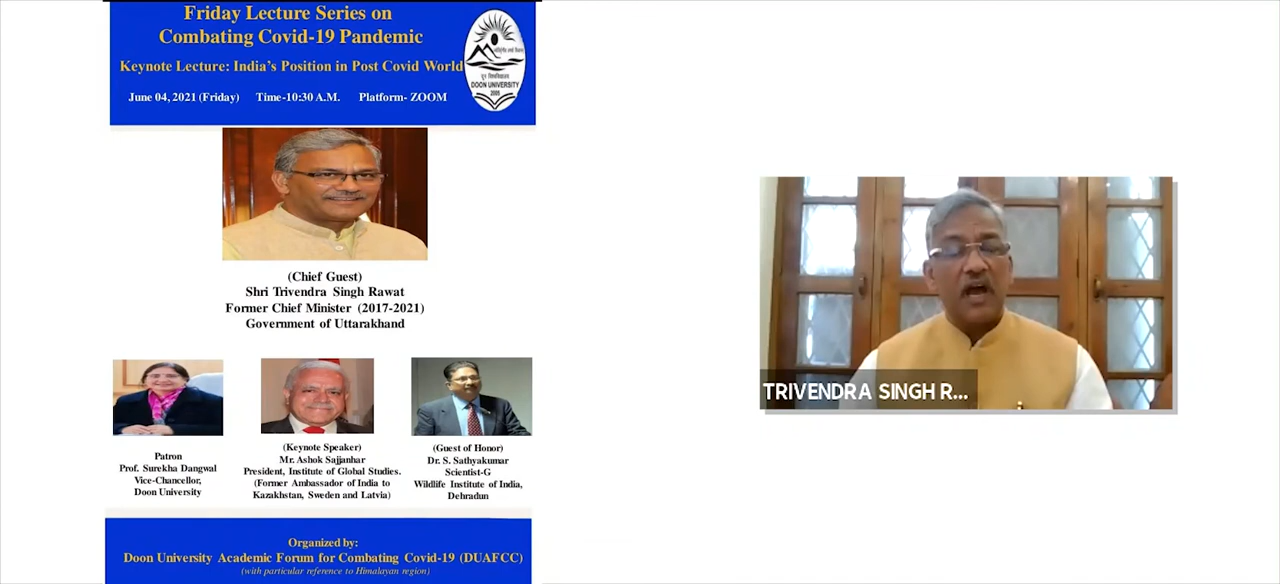 Friday Lecture Series on
Combating Covid-19 Pandemic
Keynote Lecture: India's Position in Post Covid World
June 04, 2021 (Friday) Time-10:30 A.M. Platform- ZOOM
DOON UNIVERSITY
2005
(Chief Guest)
Shri Trivendra Singh Rawat
Former Chief Minister (2017-2021)
Government of Uttarakhand
Patron
Prof. Surekha Dangwal
Vice-Chancellor,
Doon University
(Keynote Speaker)
Mr. Ashok Sajjanhar
President, Institute of Global Studies.
(Former Ambassador of India to
Kazakhstan, Sweden and Latvia)
(Guest of Honor)
Dr. S. Sathyakumar
Scientist-G
Wildlife Institute of India,
Dehradun
Organized by:
Doon University Academic Forum for Combating Covid-19 (DUAFCC)
(with particular reference to Himalayan region)
TRIVENDRA SINGH R...